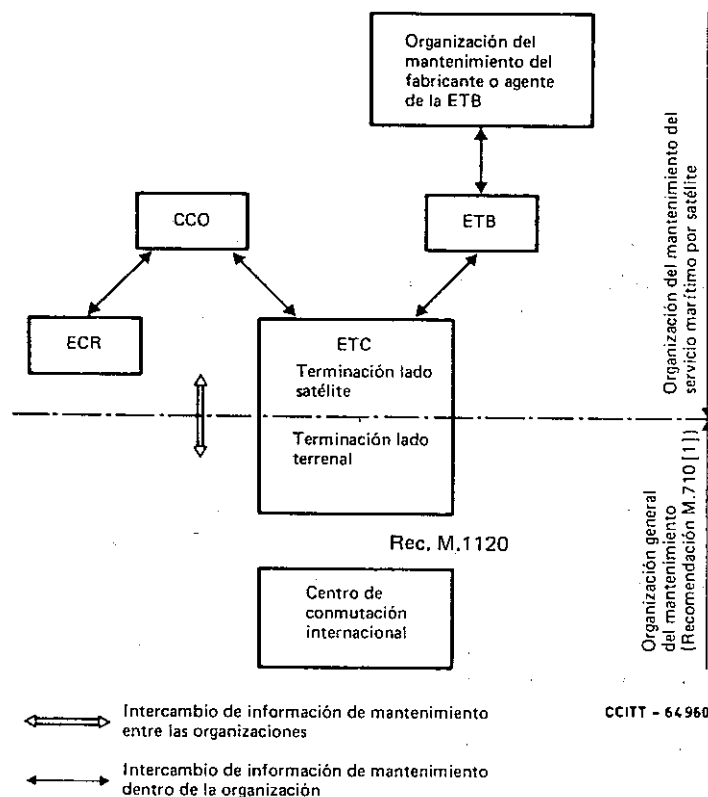 Organización del
mantenimiento del
fabricante o agente
de la ETB
CCO
ETB
ECR
ETC
Terminación lado
satélite
Terminación lado
terrenal
Rec. M.1120
Centro de
conmutación
internacional
Organización del mantenimiento del
servicio marítimo por satélite
Organización general
del mantenimiento
(Recomendación M.710 [1])
Intercambio de información de mantenimiento
entre las organizaciones
CCITT - 64960
Intercambio de información de mantenimiento
dentro de la organización